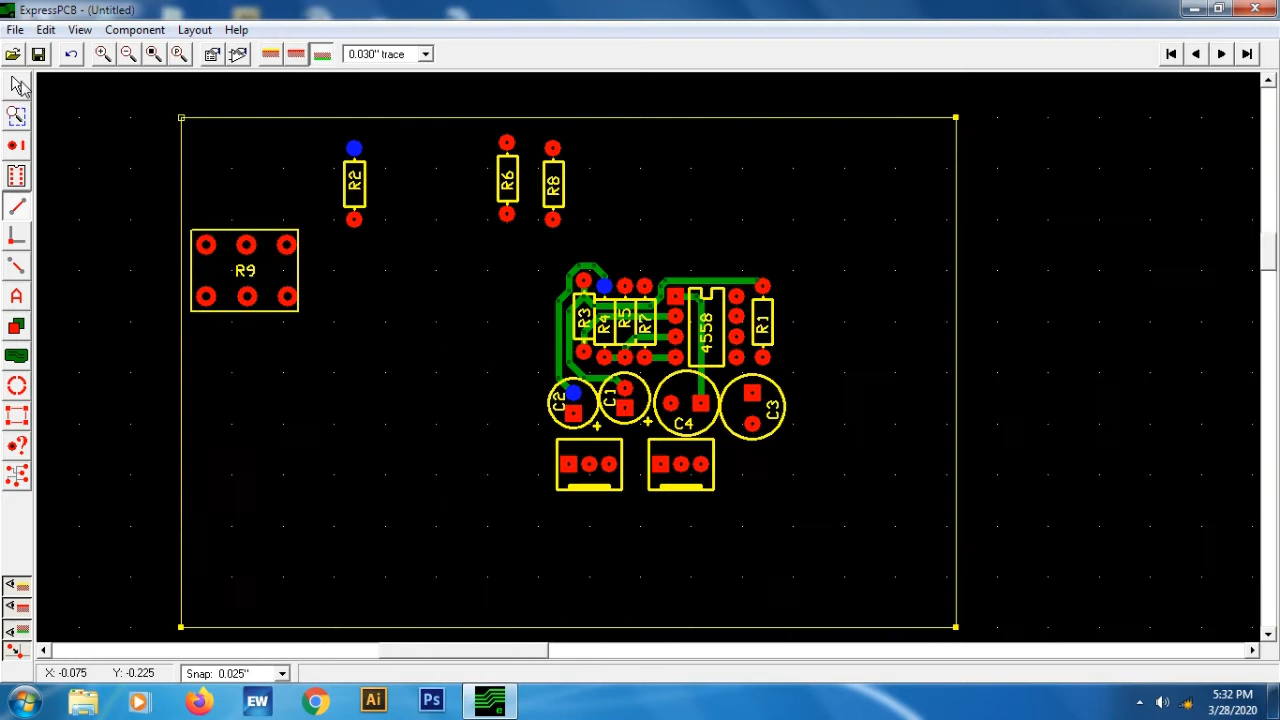 ExpressPCB - (Untitled)
File Edit View Component Layout Help
0.030" trace
R2
R6
R8
R9
R3
R4
R5
R7
4558
R1
C2
C1
C4
C3
+
+
X: -0.075 Y: -0.225 Snap: 0.025"
EW
Ai
Ps
e
5:32 PM
3/28/2020